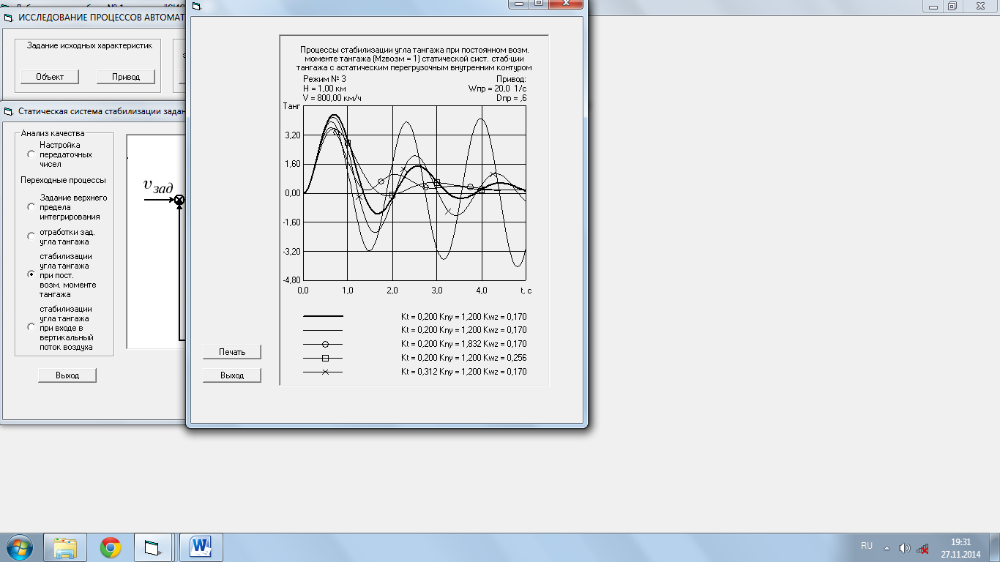 ИССЛЕДОВАНИЕ ПРОЦЕССОВ АВТОМАТ
Задание исходных характеристик
Объект
Привод
Статическая система стабилизации задан
Анализ качества
Настройка
передаточных
чисел
Переходные процессы
Задание верхнего
предела
интегрирования
отработки зад.
угла тангажа
стабилизации
угла тангажа
при пост.
возм. моменте
тангажа
стабилизации
угла тангажа
при входе в
вертикальный
поток воздуха
Выход
υзад
Процессы стабилизации угла тангажа при постоянном возм.
моменте тангажа (Mzвозм = 1) статической сист. стаб-ции
тангажа с астатическим перегрузочным внутренним контуром
Режим № 3
Привод:
H = 1,00 км
Wпр = 20,0 1/с
V = 800,00 км/ч
Dпр = ,6
Танг
3,20
1,60
0,00
-1,60
-3,20
-4,80
0,0 1,0 2,0 3,0 4,0 t, с
Kt = 0,200 Kny = 1,200 Kwz = 0,170
Kt = 0,200 Kny = 1,200 Kwz = 0,170
Kt = 0,200 Kny = 1,832 Kwz = 0,170
Kt = 0,200 Kny = 1,200 Kwz = 0,256
Kt = 0,312 Kny = 1,200 Kwz = 0,170
Печать
Выход
RU
19:31
27.11.2014